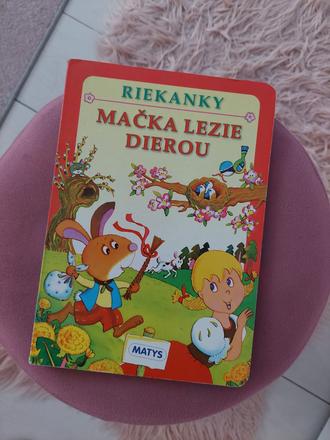 RIEKANKY
MAČKA LEZIE
DIEROU
MATYS